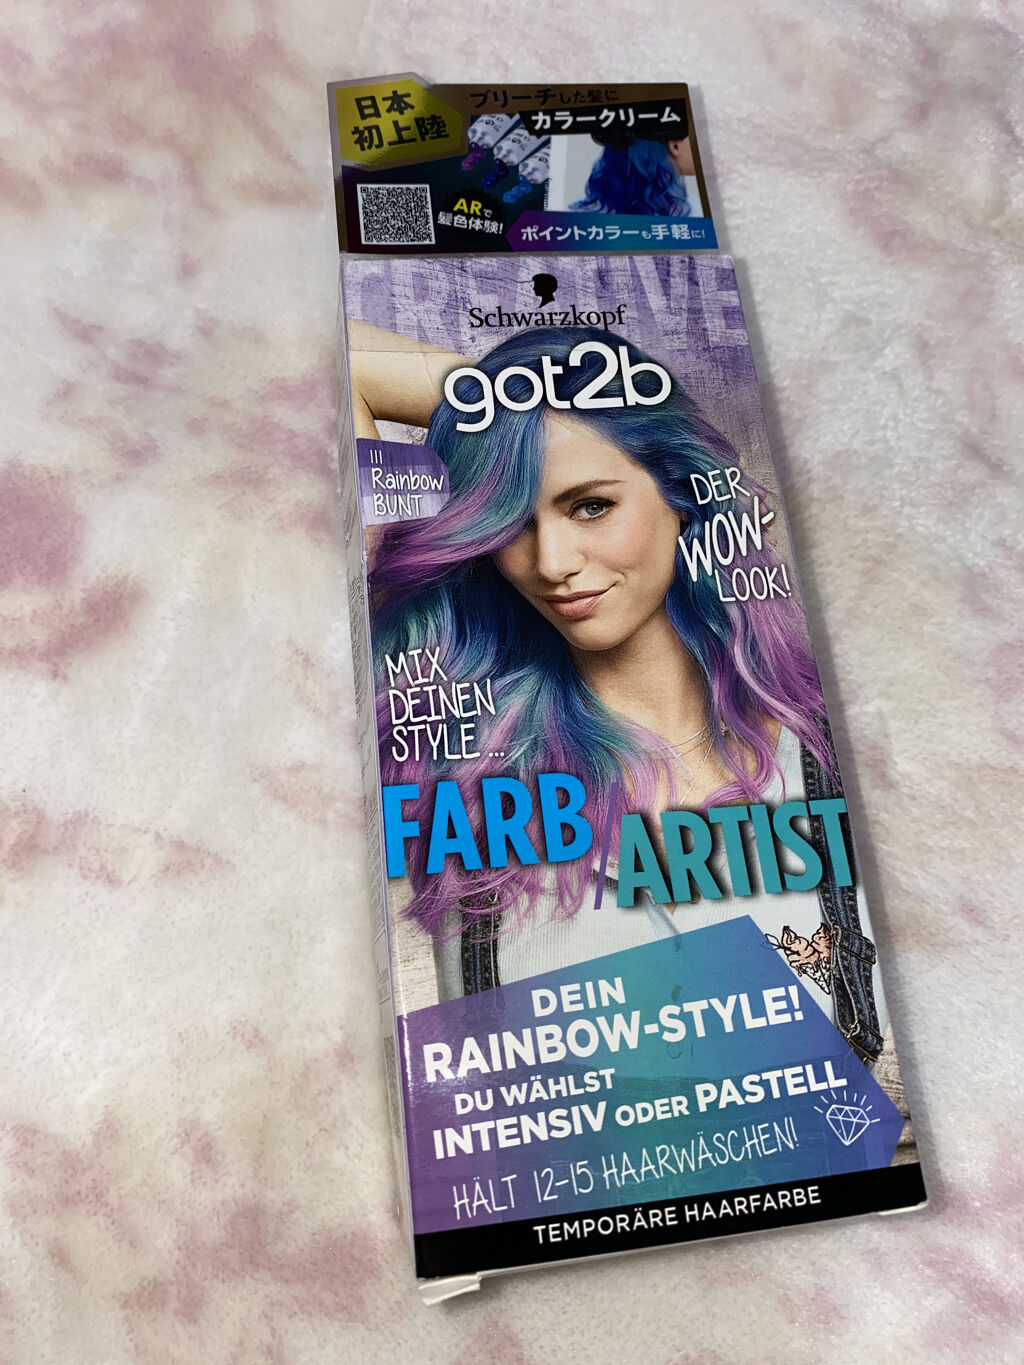 日本
初上陸
ブリーチした髪に
カラークリーム
ARで
髪色体験!
ポイントカラーも手軽に!
CREATIVE
Schwarzkopf
got2b
III
Rainbow
BUNT
DER
WOW-
LOOK!
MIX
DEINEN
STYLE ...
FARB/ARTIST
DEIN
RAINBOW-STYLE!
DU WÄHLST
INTENSIV ODER PASTELL
HÄLT 12-15 HAARWÄSCHEN!
TEMPORÄRE HAARFARBE